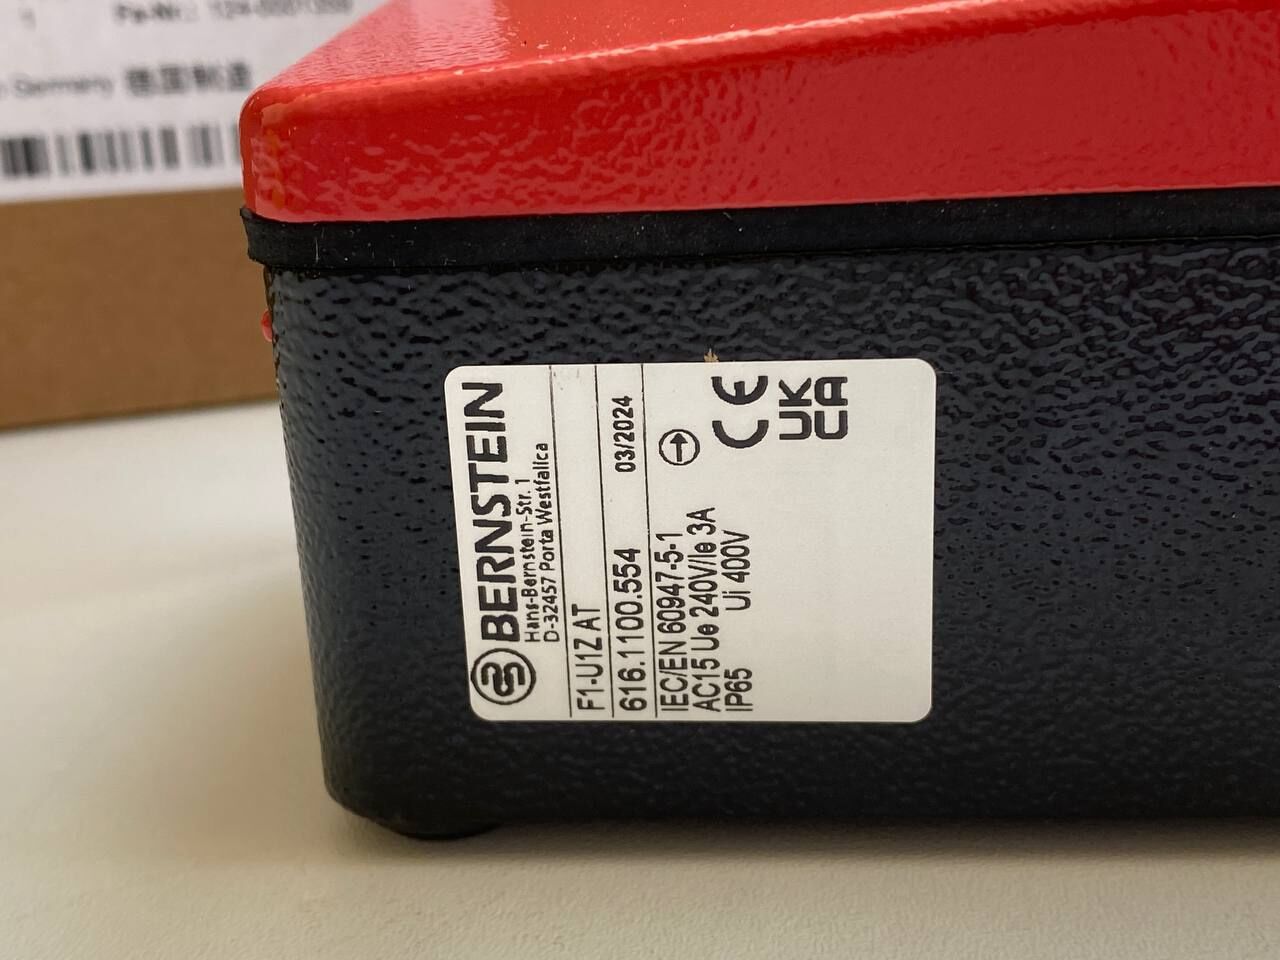 BERNSTEIN
Hans-Bernstein-Str. 1
D-32457 Porta Westfalica
F1-U1Z AT
616.1100.554 03/2024
IEC/EN 60947-5-1
AC15 Ue 240V/Ie 3A
IP65 Ui 400V
CE
UK
CA
1
Germany 德国制造